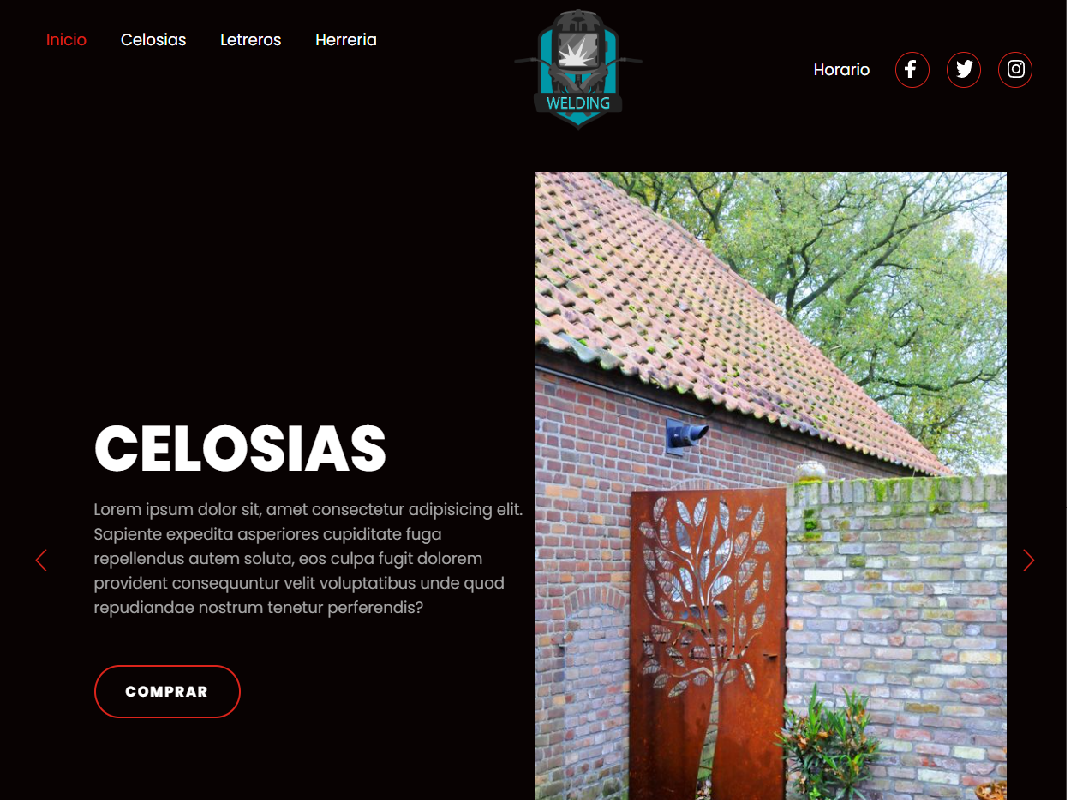 Inicio Celosias Letreros Herreria
WELDING
Horario
CELOSIAS
Lorem ipsum dolor sit, amet consectetur adipisicing elit.
Sapiente expedita asperiores cupiditate fuga
repellendus autem soluta, eos culpa fugit dolorem
provident consequuntur velit voluptatibus unde quod
repudiandae nostrum tenetur perferendis?
COMPRAR